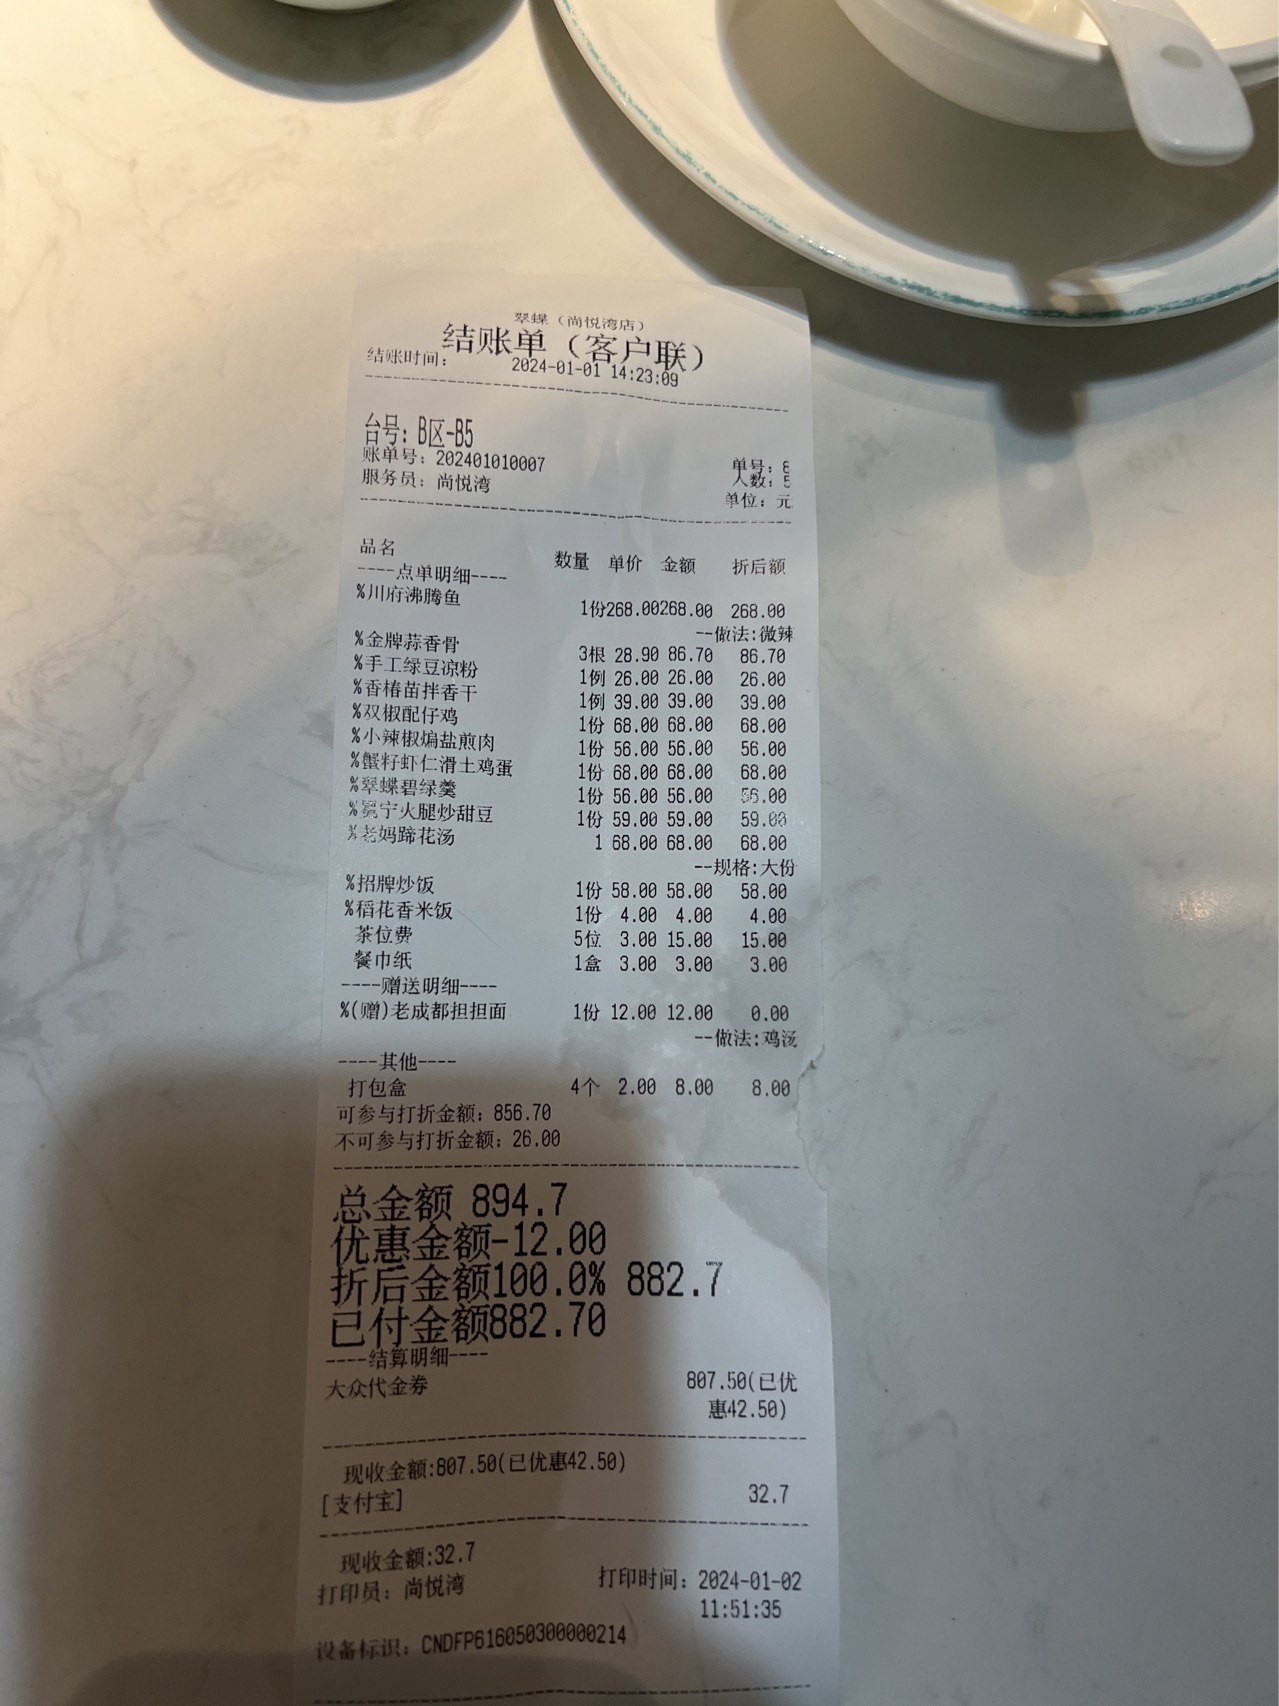 翠蝶（尚悦湾店）
结账单（客户联）
结账时间： 2024-01-01 14:23:09
台号：B区-B5
账单号：202401010007 单号：
服务员：尚悦湾 人数：
单位：元
品名 数量 单价 金额 折后额
----点单明细----
%川府沸腾鱼
1份268.00268.00 268.00
--做法:微辣
%金牌蒜香骨 3根 28.90 86.70 86.70
%手工绿豆凉粉 1例 26.00 26.00 26.00
%香椿苗拌香干 1例 39.00 39.00 39.00
%双椒配仔鸡 1份 68.00 68.00 68.00
%小辣椒煸盐煎肉 1份 56.00 56.00 56.00
%蟹籽虾仁滑土鸡蛋 1份 68.00 68.00 68.00
%翠蝶碧绿羹 1份 56.00 56.00 56.00
%宁火腿炒甜豆 1份 59.00 59.00 59.00
%老妈蹄花汤 1 68.00 68.00 68.00
--规格:大份
%招牌炒饭 1份 58.00 58.00 58.00
%稻花香米饭 1份 4.00 4.00 4.00
茶位费 5位 3.00 15.00 15.00
餐巾纸 1盒 3.00 3.00 3.00
----赠送明细----
%(赠)老成都担担面 1份 12.00 12.00 0.00
--做法:鸡汤
----其他----
打包盒 4个 2.00 8.00 8.00
可参与打折金额：856.70
不可参与打折金额：26.00
总金额 894.7
优惠金额-12.00
折后金额100.0% 882.7
已付金额882.70
----结算明细----
大众代金券 807.50(已优
惠42.50)
现收金额:807.50(已优惠42.50)
[支付宝] 32.7
现收金额:32.7
打印员：尚悦湾 打印时间：2024-01-02
11:51:35
设备标识：CNDFP616050300000214